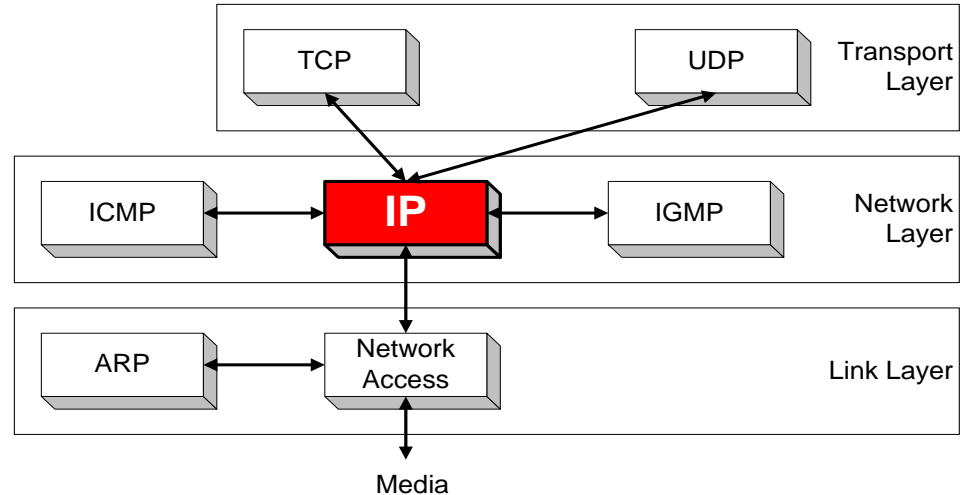 TCP
UDP
Transport
Layer
ICMP
IP
IGMP
Network
Layer
ARP
Network
Access
Link Layer
Media